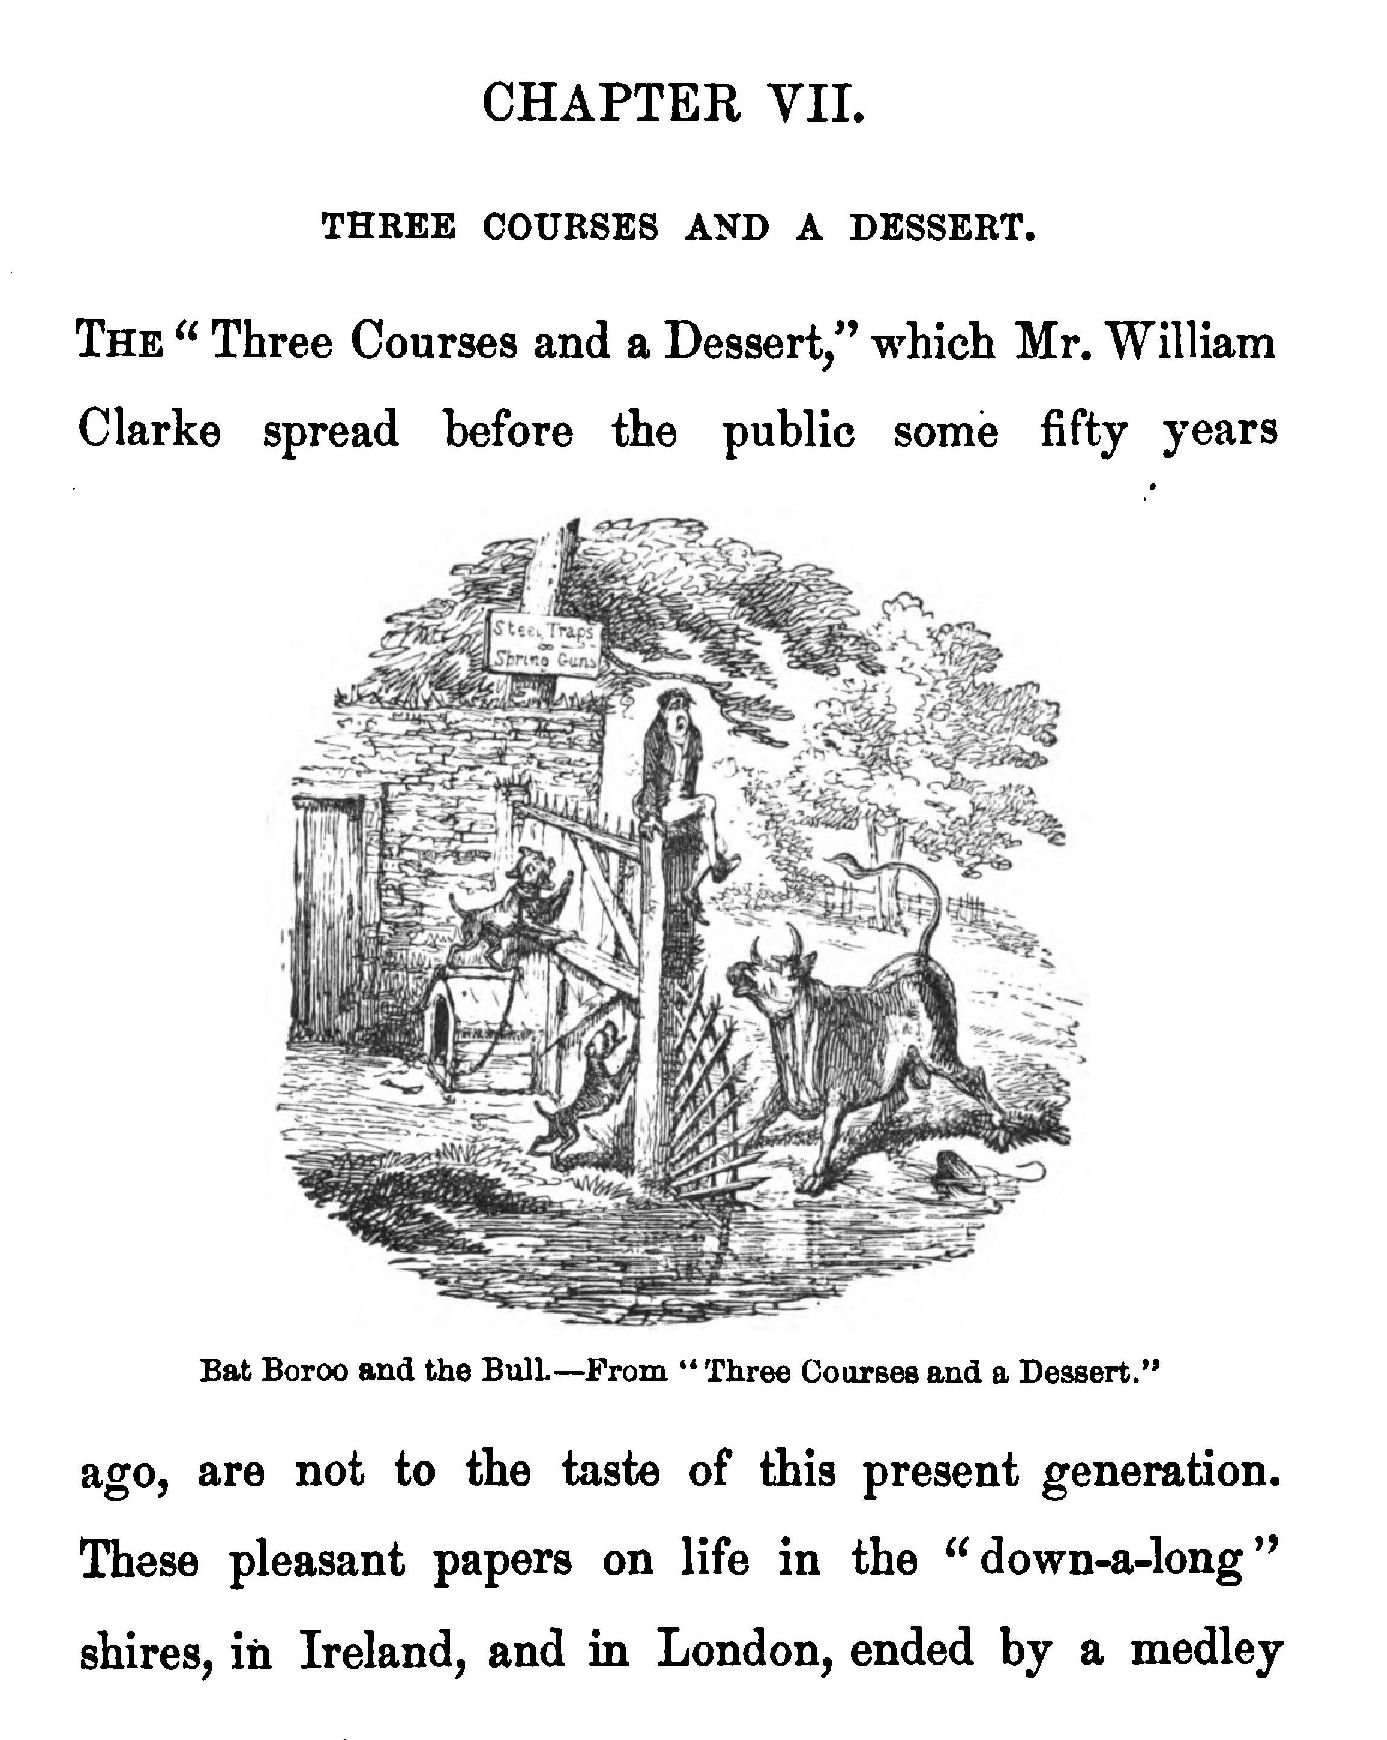 CHAPTER VII.
THREE COURSES AND A DESSERT.
THE “Three Courses and a Dessert,” which Mr. William
Clarke spread before the public some fifty years
Steel Traps
Spring Guns
Bat Boroo and the Bull.—From “Three Courses and a Dessert.”
ago, are not to the taste of this present generation.
These pleasant papers on life in the “down-a-long”
shires, in Ireland, and in London, ended by a medley